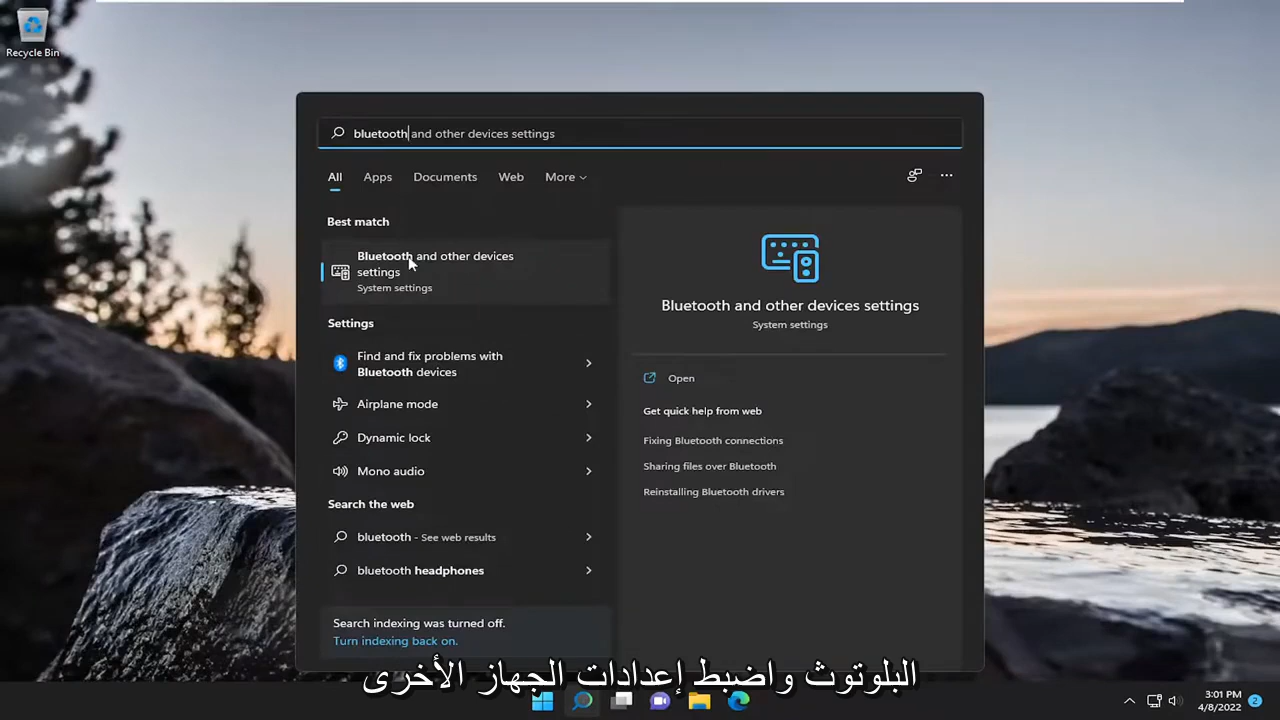 Recycle Bin
bluetooth and other devices settings
All Apps Documents Web More
Best match
Bluetooth and other devices
settings
System settings
Settings
Find and fix problems with
Bluetooth devices
Airplane mode
Dynamic lock
Mono audio
Search the web
bluetooth - See web results
bluetooth headphones
Search indexing was turned off.
Turn indexing back on.
Bluetooth and other devices settings
System settings
Open
Get quick help from web
Fixing Bluetooth connections
Sharing files over Bluetooth
Reinstalling Bluetooth drivers
البلوتوث واضبط إعدادات الجهاز الأخرى
3:01 PM
4/8/2022
2